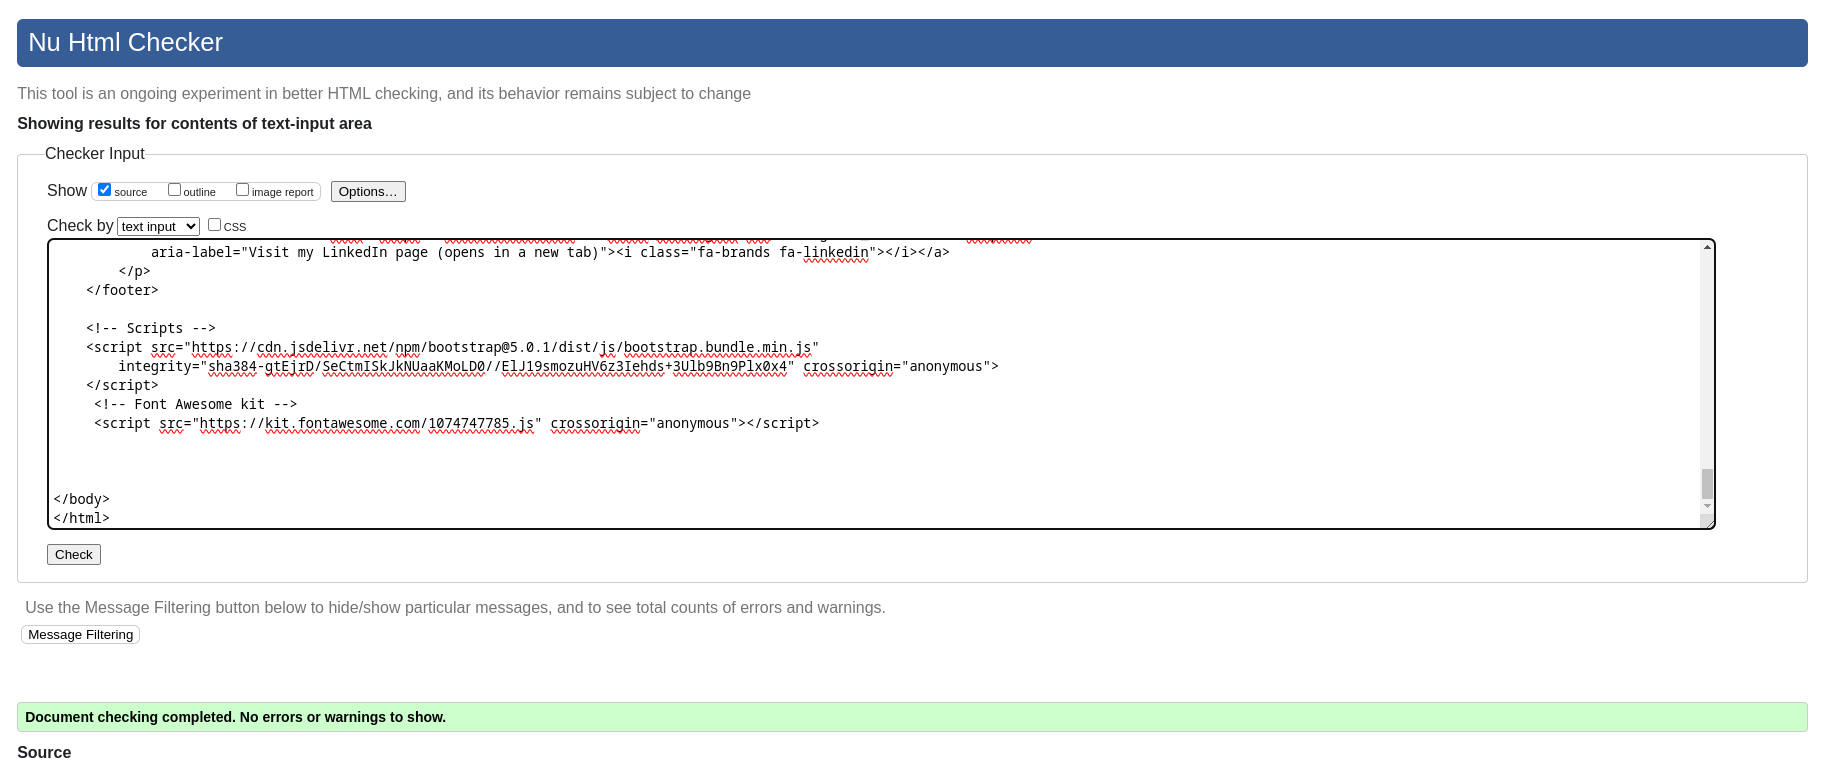 Nu Html Checker
This tool is an ongoing experiment in better HTML checking, and its behavior remains subject to change
Showing results for contents of text-input area
Checker Input
Show source outline image report Options…
Check by text input CSS
aria-label="Visit my LinkedIn page (opens in a new tab)"><i class="fa-brands fa-linkedin"></i></a>
</p>
</footer>
<!-- Scripts -->
<script src="https://cdn.jsdelivr.net/npm/bootstrap@5.0.1/dist/js/bootstrap.bundle.min.js"
integrity="sha384-gtEjrD/SeCtmISkJkNUaaKMoLD0//ElJ19smozuHV6z3Iehds+3Ulb9Bn9Plx0x4" crossorigin="anonymous">
</script>
<!-- Font Awesome kit -->
<script src="https://kit.fontawesome.com/1074747785.js" crossorigin="anonymous"></script>
</body>
</html>
Check
Use the Message Filtering button below to hide/show particular messages, and to see total counts of errors and warnings.
Message Filtering
Document checking completed. No errors or warnings to show.
Source